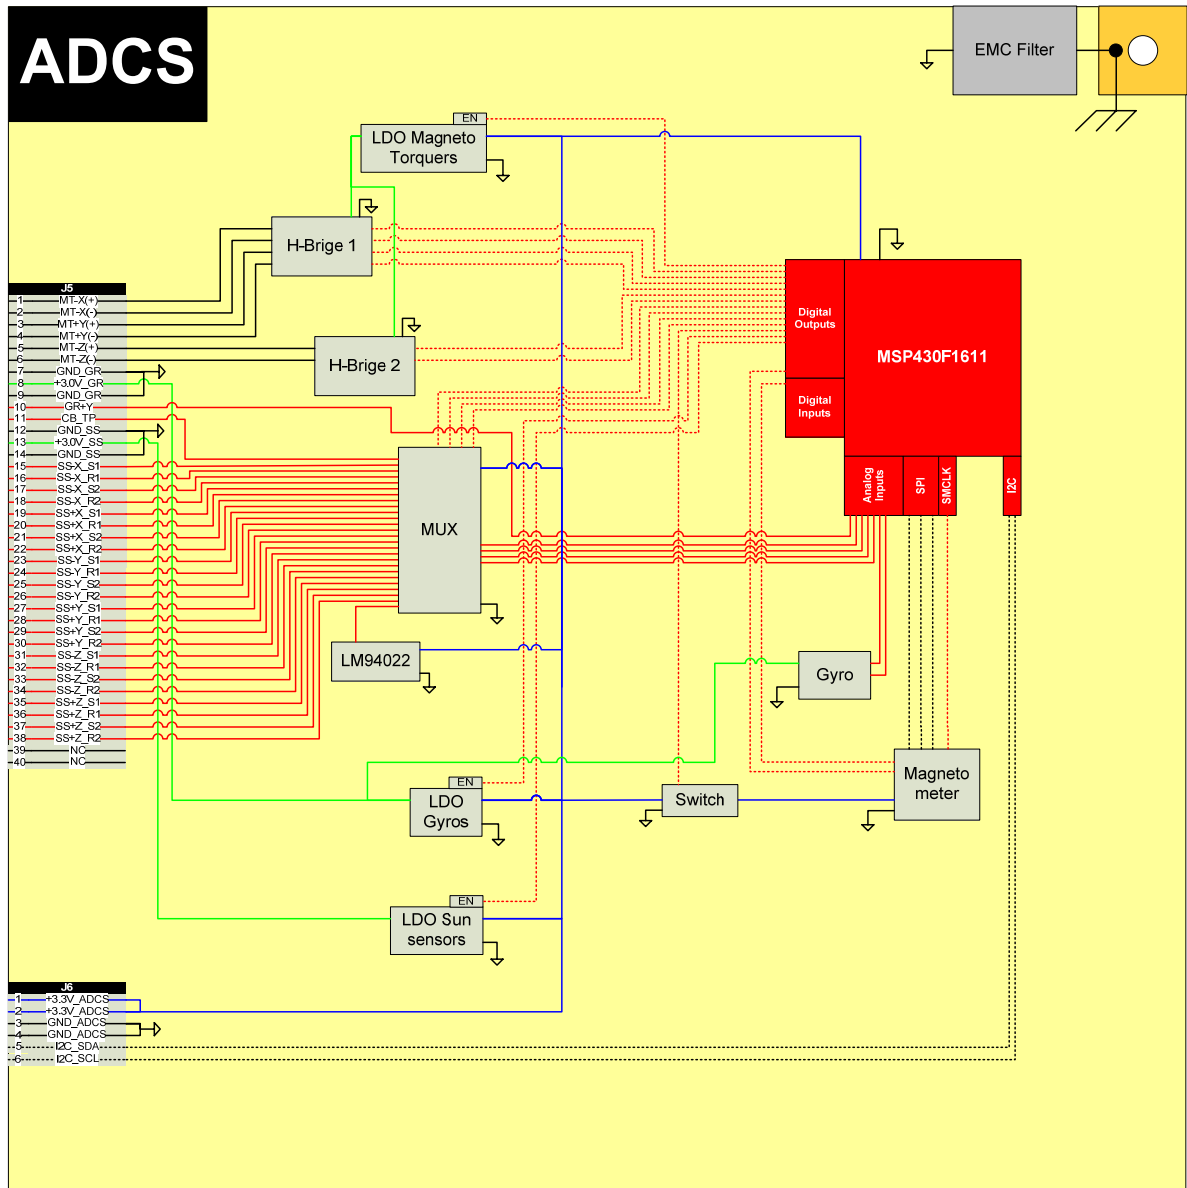 ADCS
EMC Filter
EN
LDO Magneto
Torquers
H-Brige 1
H-Brige 2
Digital
Outputs
MSP430F1611
Digital
Inputs
Analog
Inputs
SPI
SMCLK
I2C
J5
1 MT-X(+)
2 MT-X(-)
3 MT+Y(+)
4 MT+Y(-)
5 MT-Z(+)
6 MT-Z(-)
7 GND_GR
8 +3.0V_GR
9 GND_GR
10 GR+Y
11 CB_TP
12 GND_SS
13 +3.0V_SS
14 GND_SS
15 SS-X_S1
16 SS-X_R1
17 SS-X_S2
18 SS-X_R2
19 SS+X_S1
20 SS+X_R1
21 SS+X_S2
22 SS+X_R2
23 SS-Y_S1
24 SS-Y_R1
25 SS-Y_S2
26 SS-Y_R2
27 SS+Y_S1
28 SS+Y_R1
29 SS+Y_S2
30 SS+Y_R2
31 SS-Z_S1
32 SS-Z_R1
33 SS-Z_S2
34 SS-Z_R2
35 SS+Z_S1
36 SS+Z_R1
37 SS+Z_S2
38 SS+Z_R2
39 NC
40 NC
MUX
LM94022
Gyro
Magneto
meter
EN
LDO
Gyros
Switch
EN
LDO Sun
sensors
J6
1 +3.3V_ADCS
2 +3.3V_ADCS
3 GND_ADCS
4 GND_ADCS
5 I2C_SDA
6 I2C_SCL